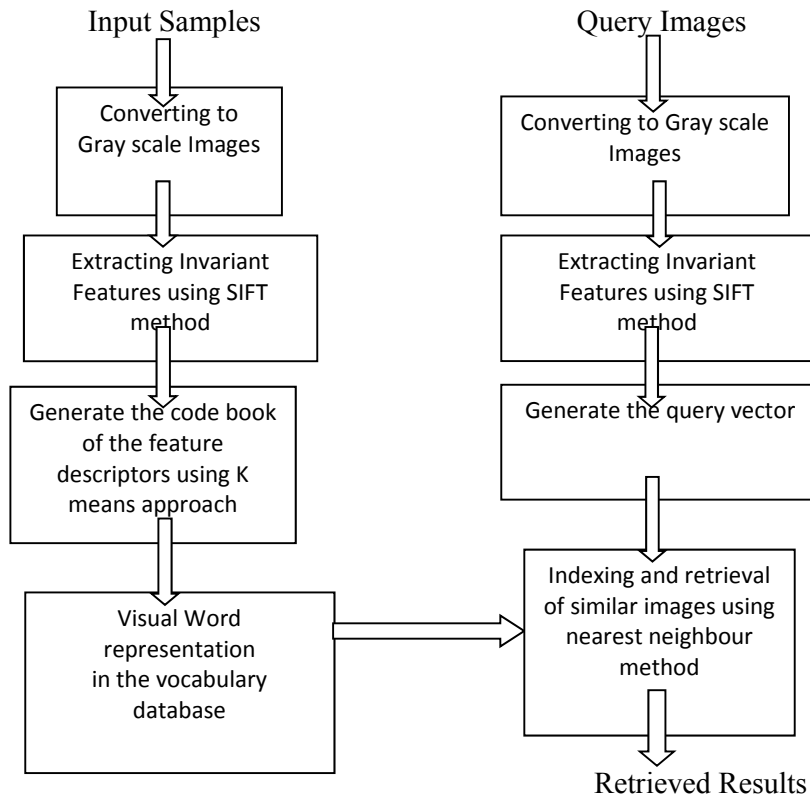 Input Samples
Converting to
Gray scale Images
Extracting Invariant
Features using SIFT
method
Generate the code book
of the feature
descriptors using K
means approach
Visual Word
representation
in the vocabulary
database
Query Images
Converting to Gray scale
Images
Extracting Invariant
Features using SIFT
method
Generate the query vector
Indexing and retrieval
of similar images using
nearest neighbour
method
Retrieved Results